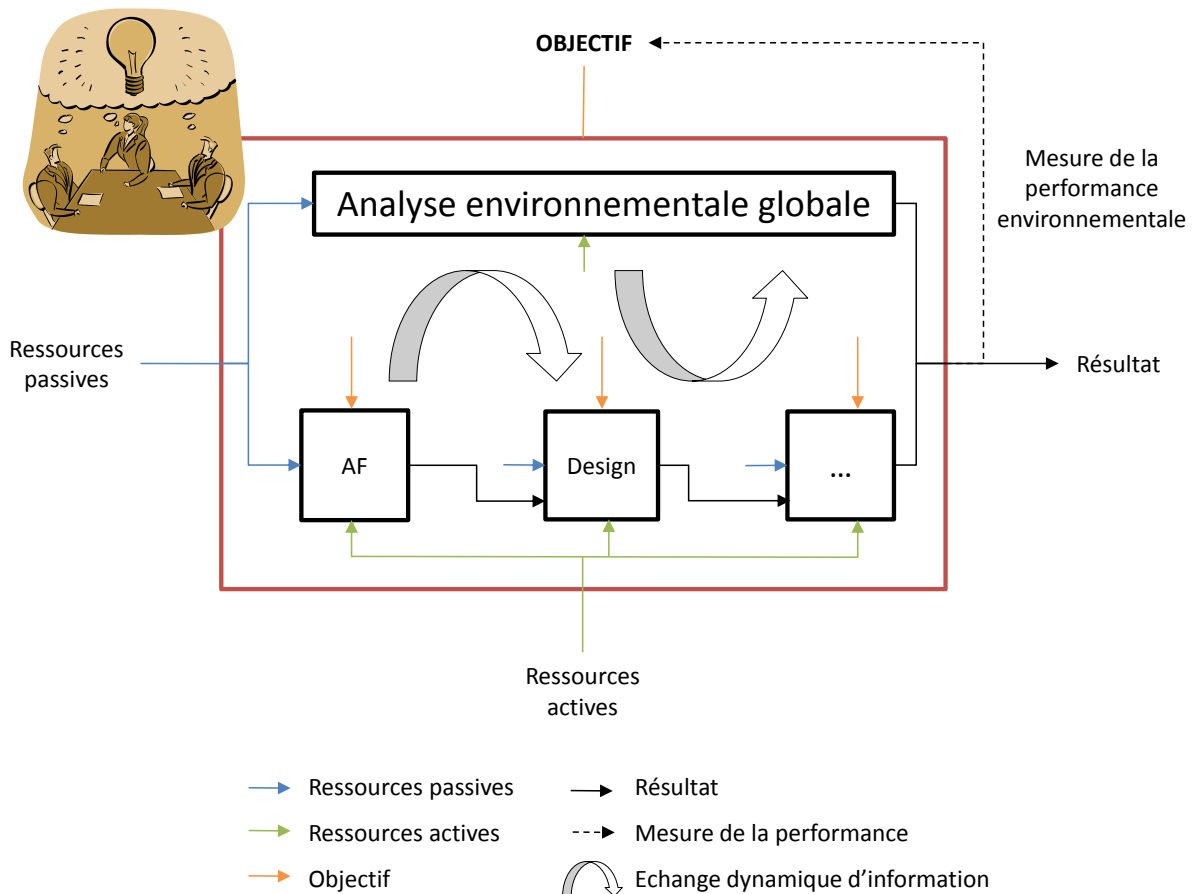 OBJECTIF
Mesure de la
performance
environnementale
Analyse environnementale globale
Ressources
passives
Résultat
AF
Design
...
Ressources
actives
Ressources passives
Résultat
Ressources actives
Mesure de la performance
Objectif
Echange dynamique d’information